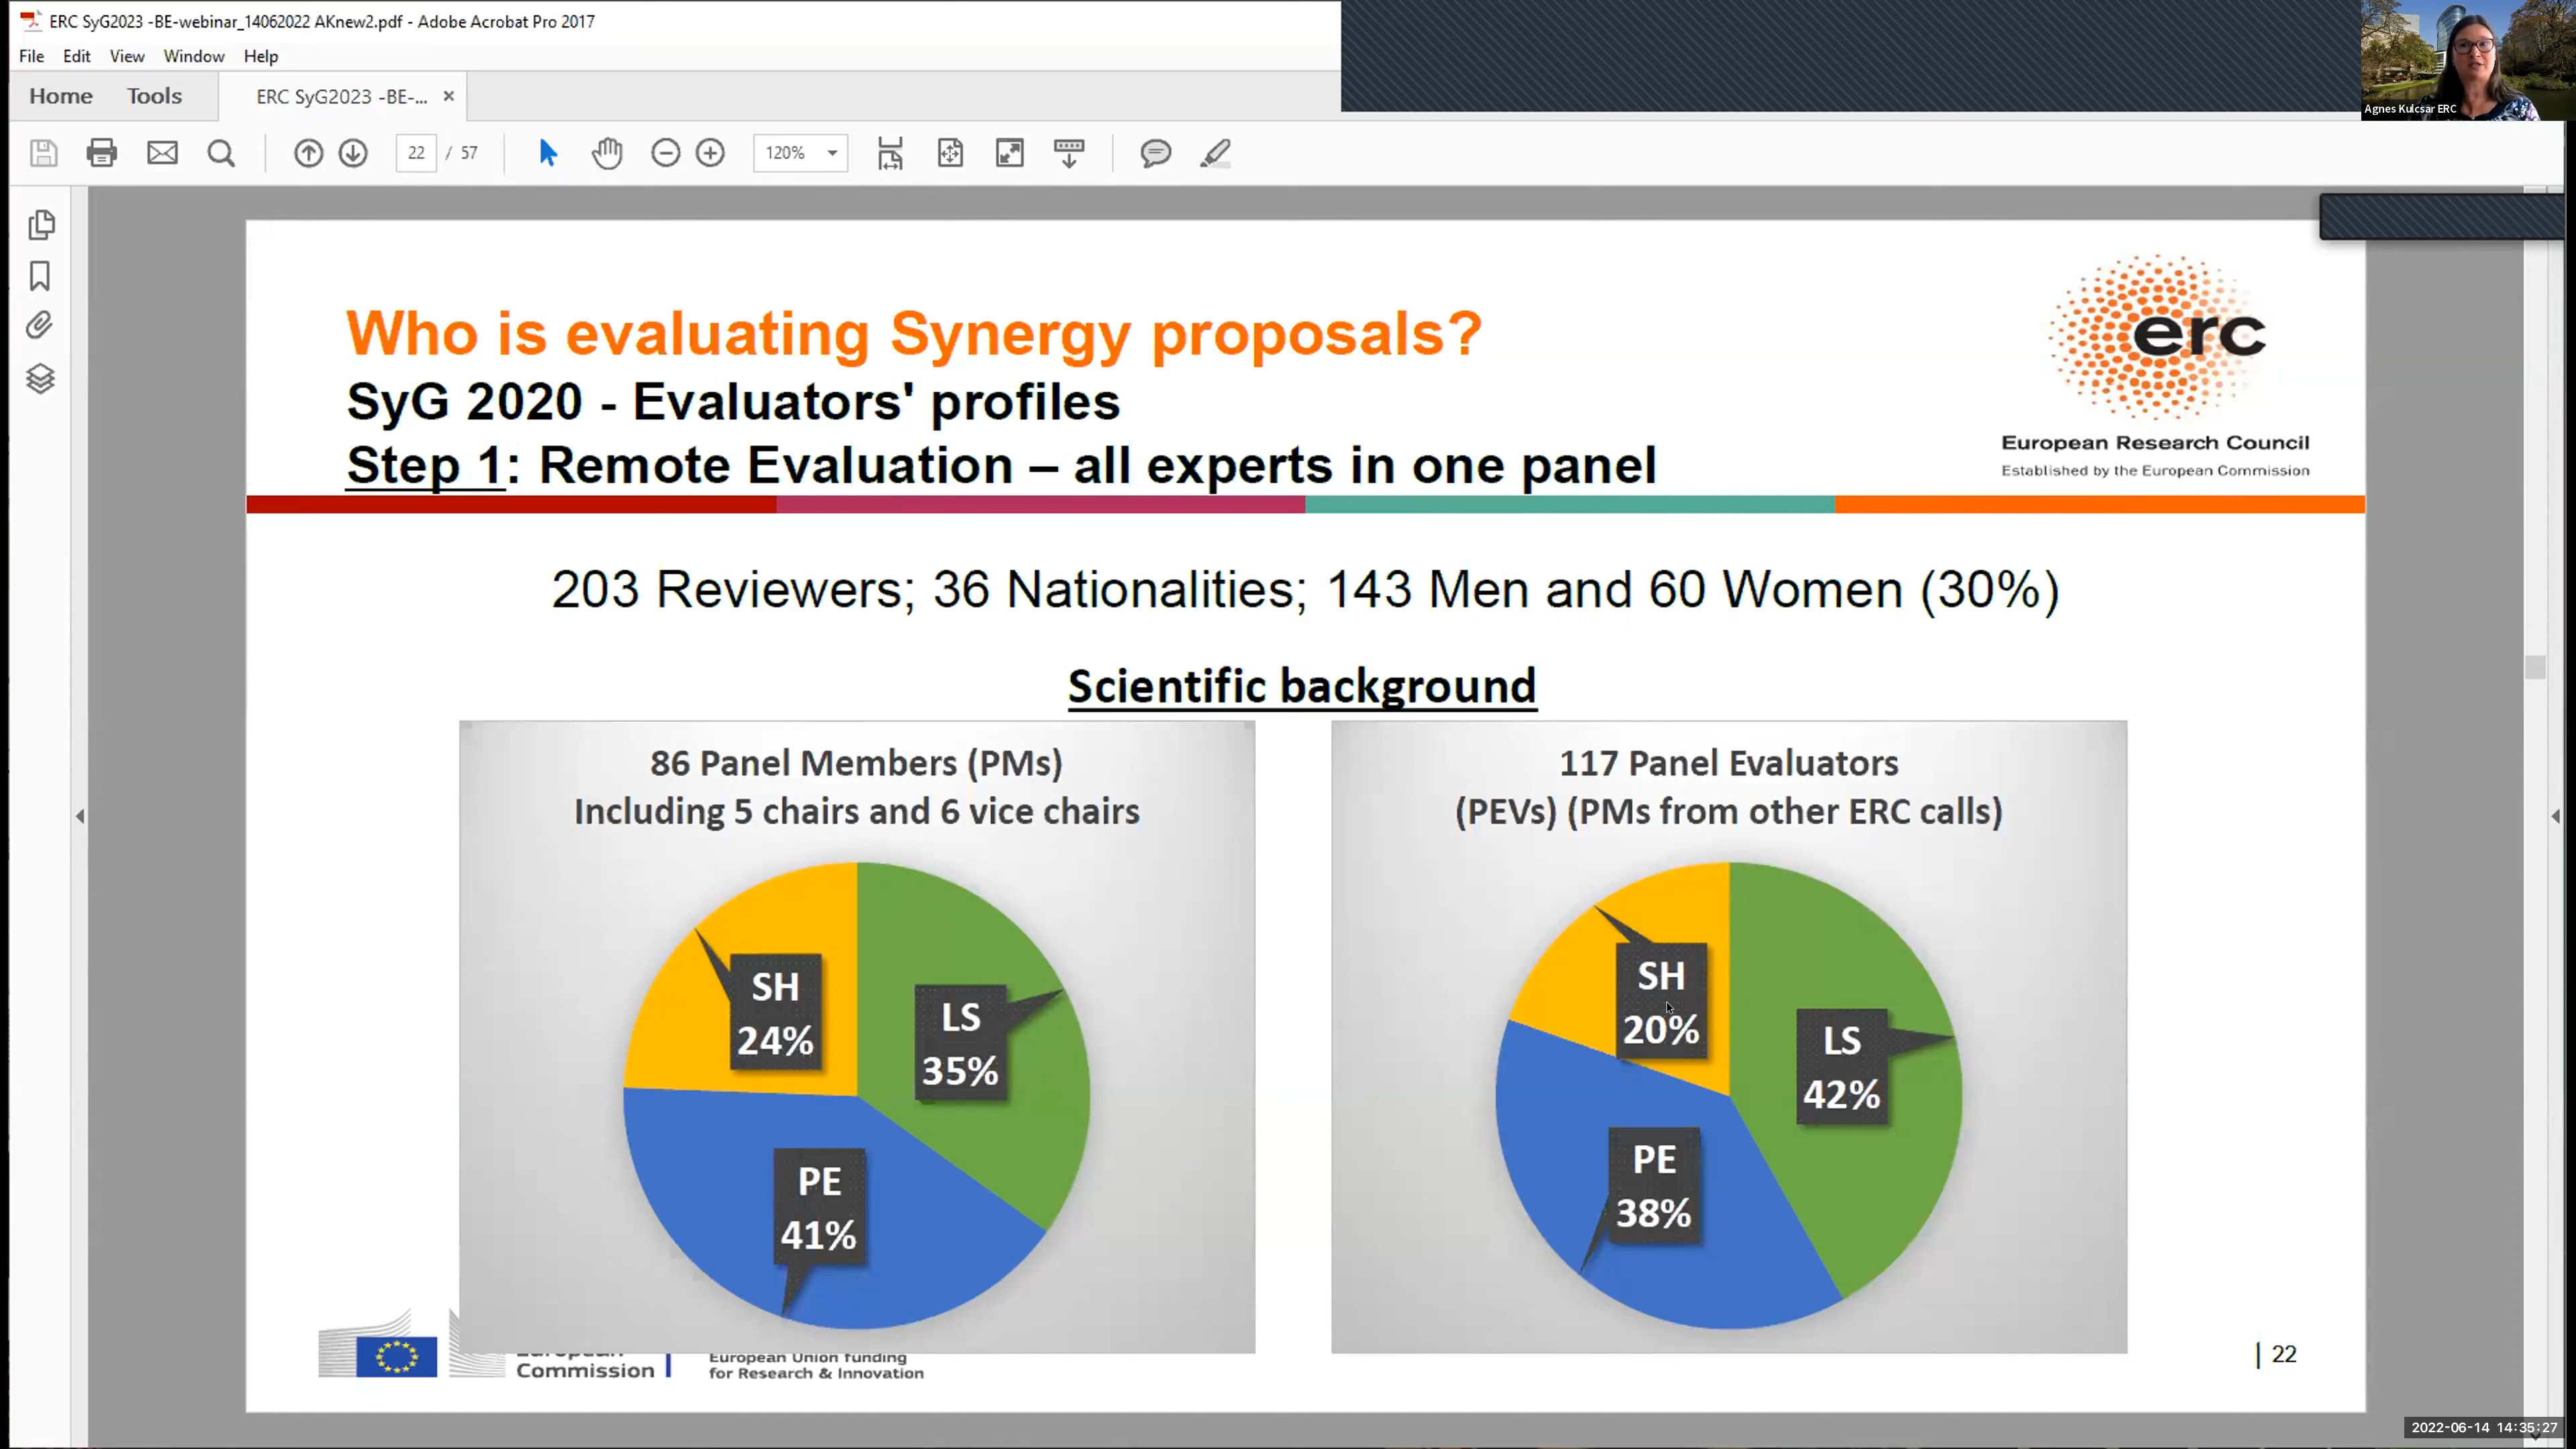 ERC SyG2023 -BE-webinar_14062022 AKnew2.pdf - Adobe Acrobat Pro 2017
File Edit View Window Help
Home Tools ERC SyG2023 -BE-... ×
22 / 57 120%
Agnes Kulcsar ERC
Who is evaluating Synergy proposals?
SyG 2020 - Evaluators' profiles
Step 1: Remote Evaluation – all experts in one panel
erc
European Research Council
Established by the European Commission
203 Reviewers; 36 Nationalities; 143 Men and 60 Women (30%)
Scientific background
86 Panel Members (PMs)
Including 5 chairs and 6 vice chairs
SH
24%
LS
35%
PE
41%
117 Panel Evaluators
(PEVs) (PMs from other ERC calls)
SH
20%
LS
42%
PE
38%
European
Commission
European Union funding
for Research & Innovation
| 22
2022-06-14 14:35:27